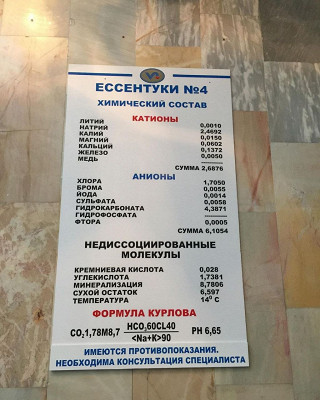 ЕССЕНТУКИ №4
ХИМИЧЕСКИЙ СОСТАВ
КАТИОНЫ
ЛИТИЙ 0,0010
НАТРИЙ 2,4692
КАЛИЙ 0,0150
МАГНИЙ 0,0602
КАЛЬЦИЙ 0,1372
ЖЕЛЕЗО 0,0050
МЕДЬ ----------
СУММА 2,6876
АНИОНЫ
ХЛОРА 1,7050
БРОМА 0,0055
ЙОДА 0,0014
СУЛЬФАТА 0,0058
ГИДРОКАРБОНАТА 4,3871
ГИДРОФОСФАТА ----------
ФТОРА 0,0005
СУММА 6,1054
НЕДИССОЦИИРОВАННЫЕ
МОЛЕКУЛЫ
КРЕМНИЕВАЯ КИСЛОТА 0,028
УГЛЕКИСЛОТА 1,7381
МИНЕРАЛИЗАЦИЯ 8,7806
СУХОЙ ОСТАТОК 6,597
ТЕМПЕРАТУРА 14⁰ С
ФОРМУЛА КУРЛОВА
HCO₃60CL40
CO₂1,78M8,7 PH 6,65
<Na+K>90
ИМЕЮТСЯ ПРОТИВОПОКАЗАНИЯ.
НЕОБХОДИМА КОНСУЛЬТАЦИЯ СПЕЦИАЛИСТА